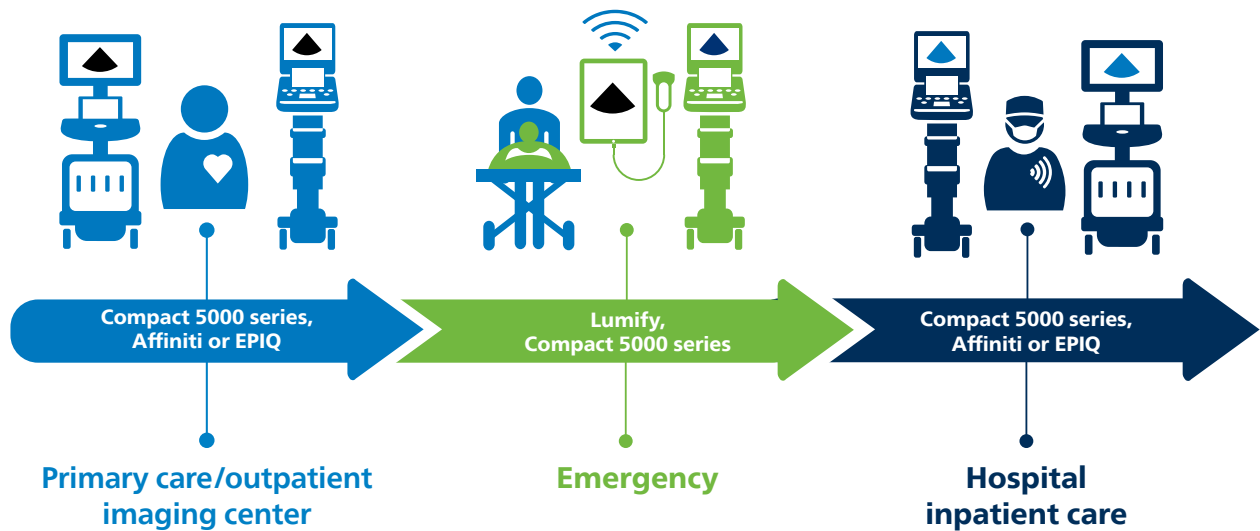 Compact 5000 series,
Affiniti or EPIQ
Lumify,
Compact 5000 series
Compact 5000 series,
Affiniti or EPIQ
Primary care/outpatient
imaging center
Emergency
Hospital
inpatient care